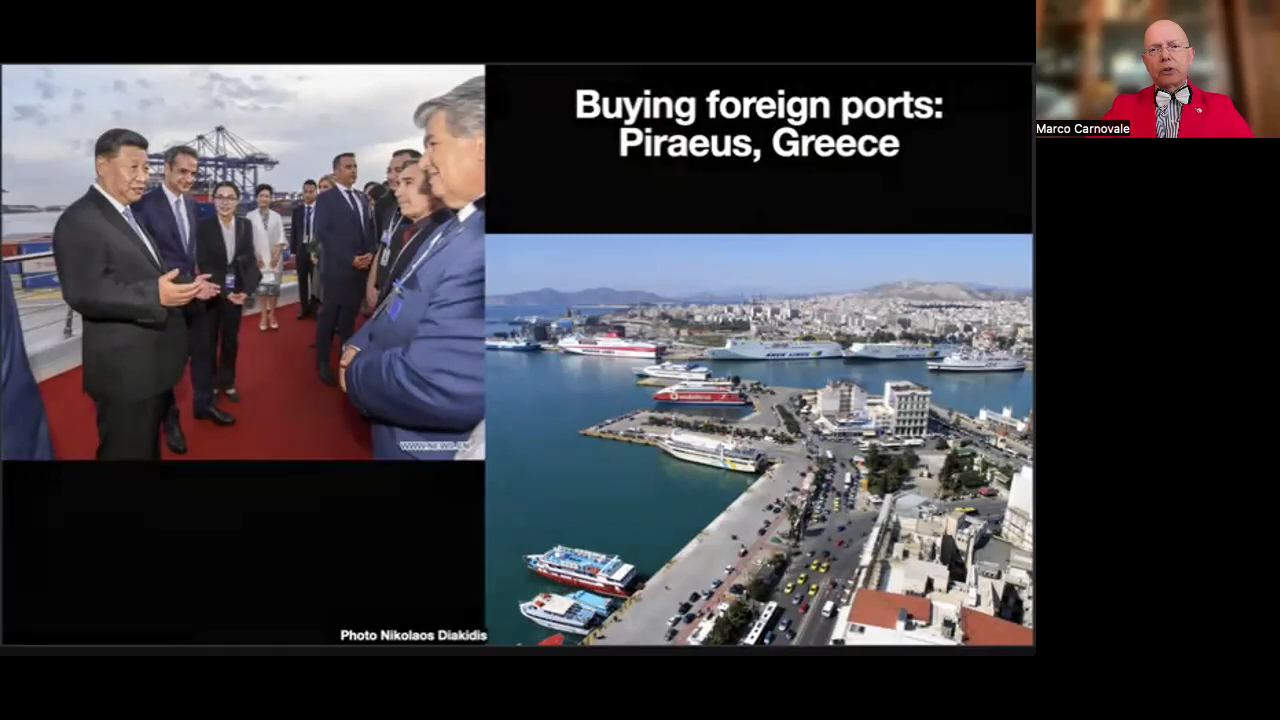 Buying foreign ports:
Piraeus, Greece
Marco Carnovale
Photo Nikolaos Diakidis